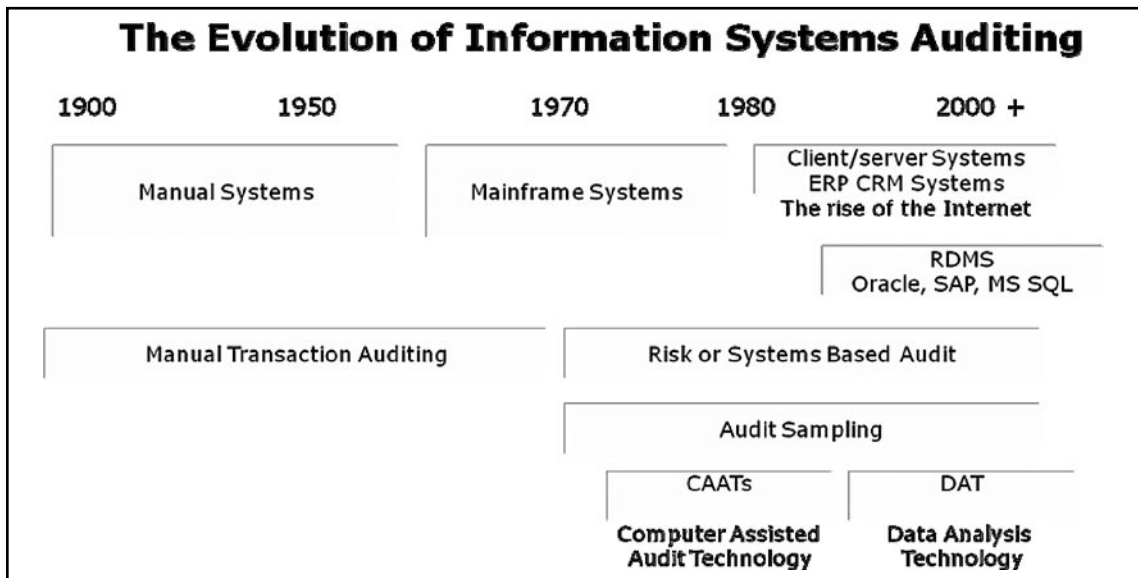 The Evolution of Information Systems Auditing
1900 1950 1970 1980 2000 +
Manual Systems
Mainframe Systems
Client/server Systems
ERP CRM Systems
The rise of the Internet
RDMS
Oracle, SAP, MS SQL
Manual Transaction Auditing
Risk or Systems Based Audit
Audit Sampling
CAATs
Computer Assisted
Audit Technology
DAT
Data Analysis
Technology